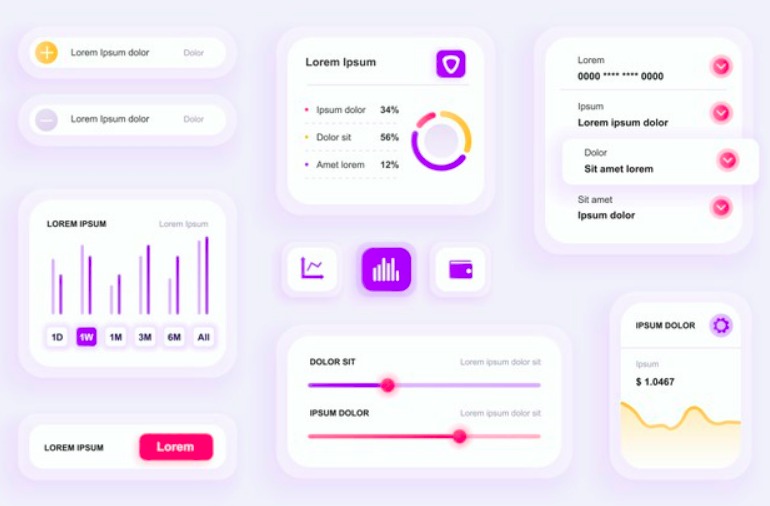 Lorem Ipsum dolor Dolor
Lorem Ipsum dolor Dolor
LOREM IPSUM Lorem Ipsum
1D 1W 1M 3M 6M All
LOREM IPSUM Lorem
Lorem Ipsum
Ipsum dolor 34%
Dolor sit 56%
Amet lorem 12%
DOLOR SIT Lorem ipsum dolor sit
IPSUM DOLOR Lorem ipsum dolor sit
Lorem
0000 **** **** 0000
Ipsum
Lorem ipsum dolor
Dolor
Sit amet lorem
Sit amet
Ipsum dolor
IPSUM DOLOR
Ipsum
$ 1.0467